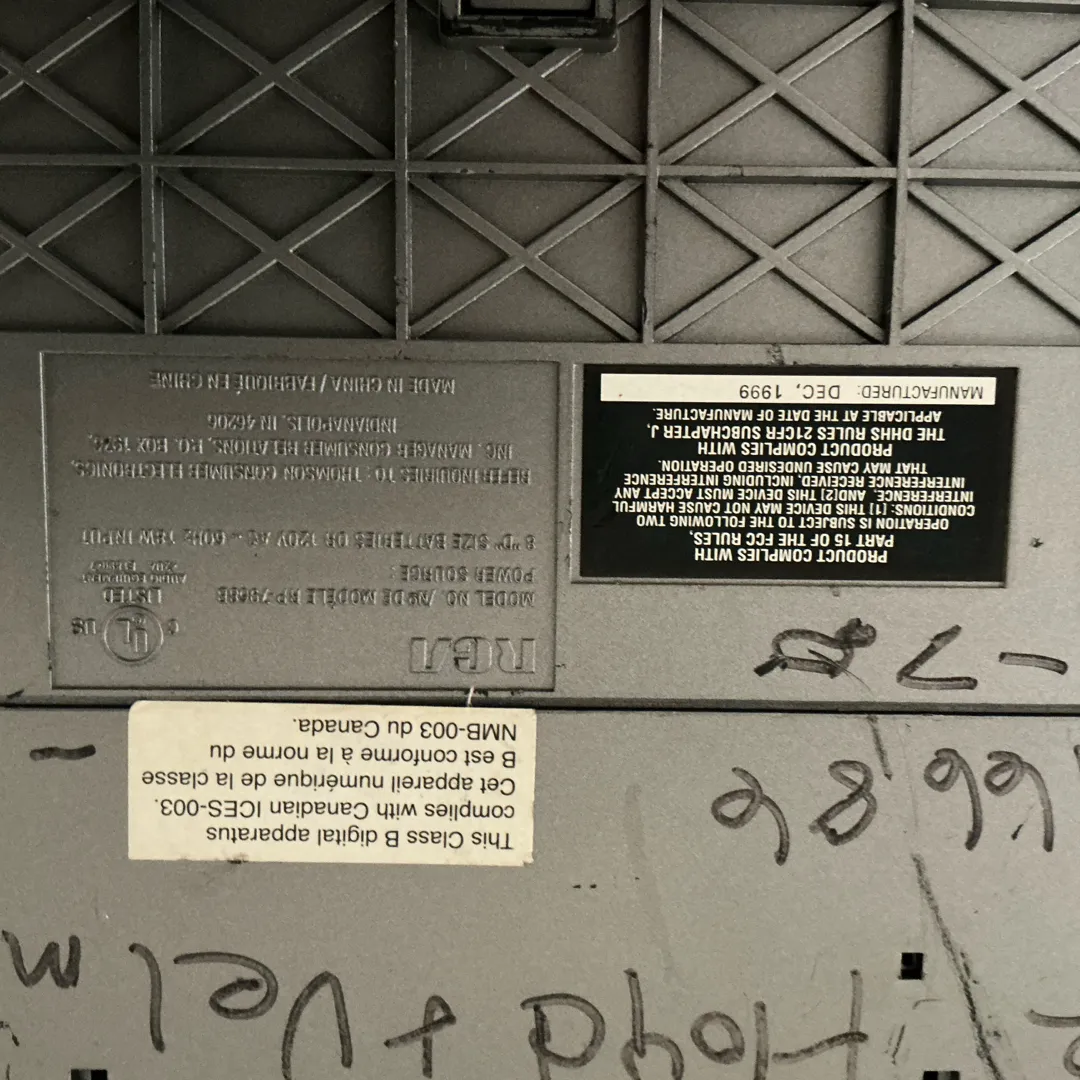 This Class B digital apparatus
complies with Canadian ICES-003.
Cet appareil numérique de la classe
B est conforme à la norme du
NMB-003 du Canada.
PRODUCT COMPLIES WITH
PART 15 OF THE FCC RULES,
OPERATION IS SUBJECT TO THE FOLLOWING TWO
CONDITIONS: [1] THIS DEVICE MAY NOT CAUSE HARMFUL
INTERFERENCE. AND[2] THIS DEVICE MUST ACCEPT ANY
INTERFERENCE RECEIVED, INCLUDING INTERFERENCE
THAT MAY CAUSE UNDESIRED OPERATION.
PRODUCT COMPLIES WITH
THE DHHS RULES 21CFR SUBCHAPTER J,
APPLICABLE AT THE DATE OF MANUFACTURE.
MANUFACTURED: DEC, 1999
RCA
MODEL NO. /Nº DE MODÈLE
POWER SOURCE :
8 "D" SIZE BATTERIES OR 120V AC ~ 60Hz 18W INPUT
C UL US
LISTED
AUDIO EQUIPMENT
REFER INQUIRIES TO : THOMSON CONSUMER ELECTRONICS,
INC. MANAGER CONSUMER RELATIONS, P.O. BOX 1976,
INDIANAPOLIS, IN 46206
MADE IN CHINA / FABRIQUÉ EN CHINE